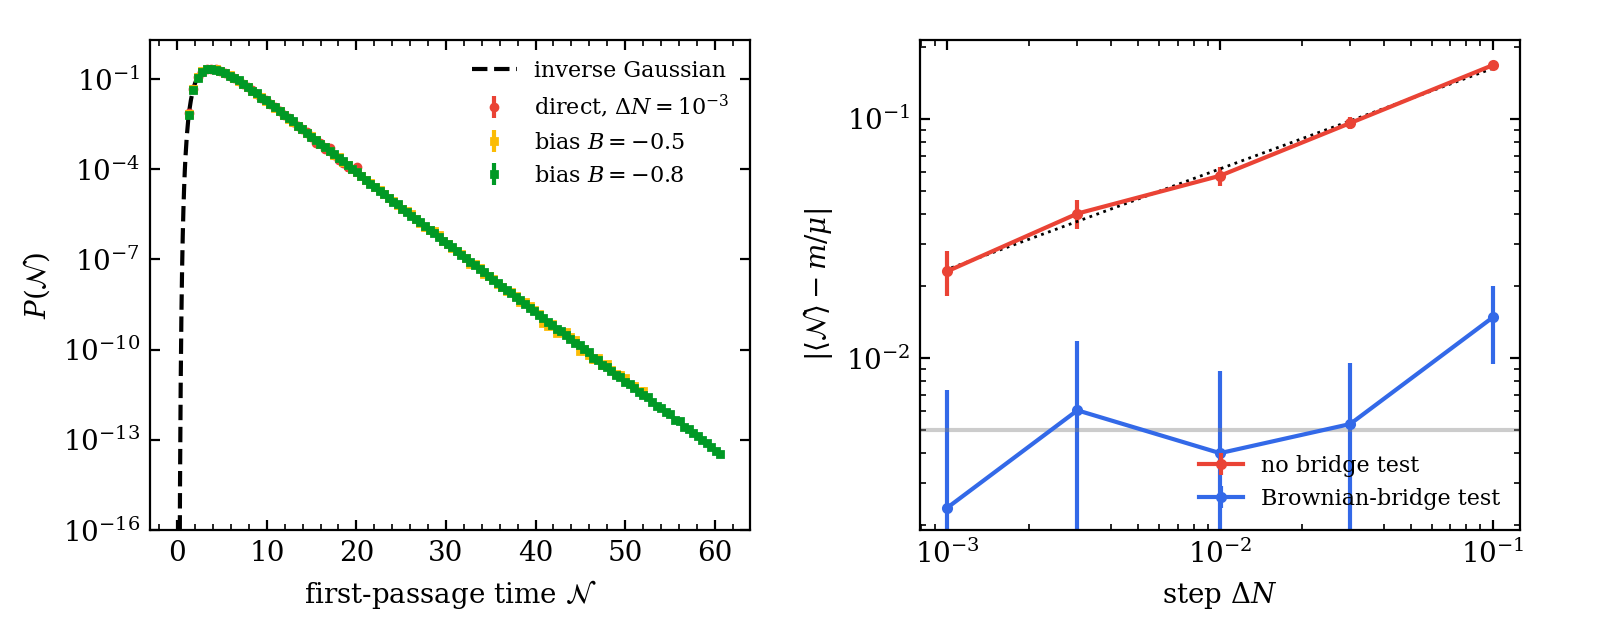 inverse Gaussian
direct, ΔN = 10⁻³
bias B = −0.5
bias B = −0.8
P(𝒩)
10⁻¹
10⁻⁴
10⁻⁷
10⁻¹⁰
10⁻¹³
10⁻¹⁶
0 10 20 30 40 50 60
first-passage time 𝒩
|⟨𝒩⟩ − m/μ|
10⁻¹
10⁻²
no bridge test
Brownian-bridge test
10⁻³ 10⁻² 10⁻¹
step ΔN